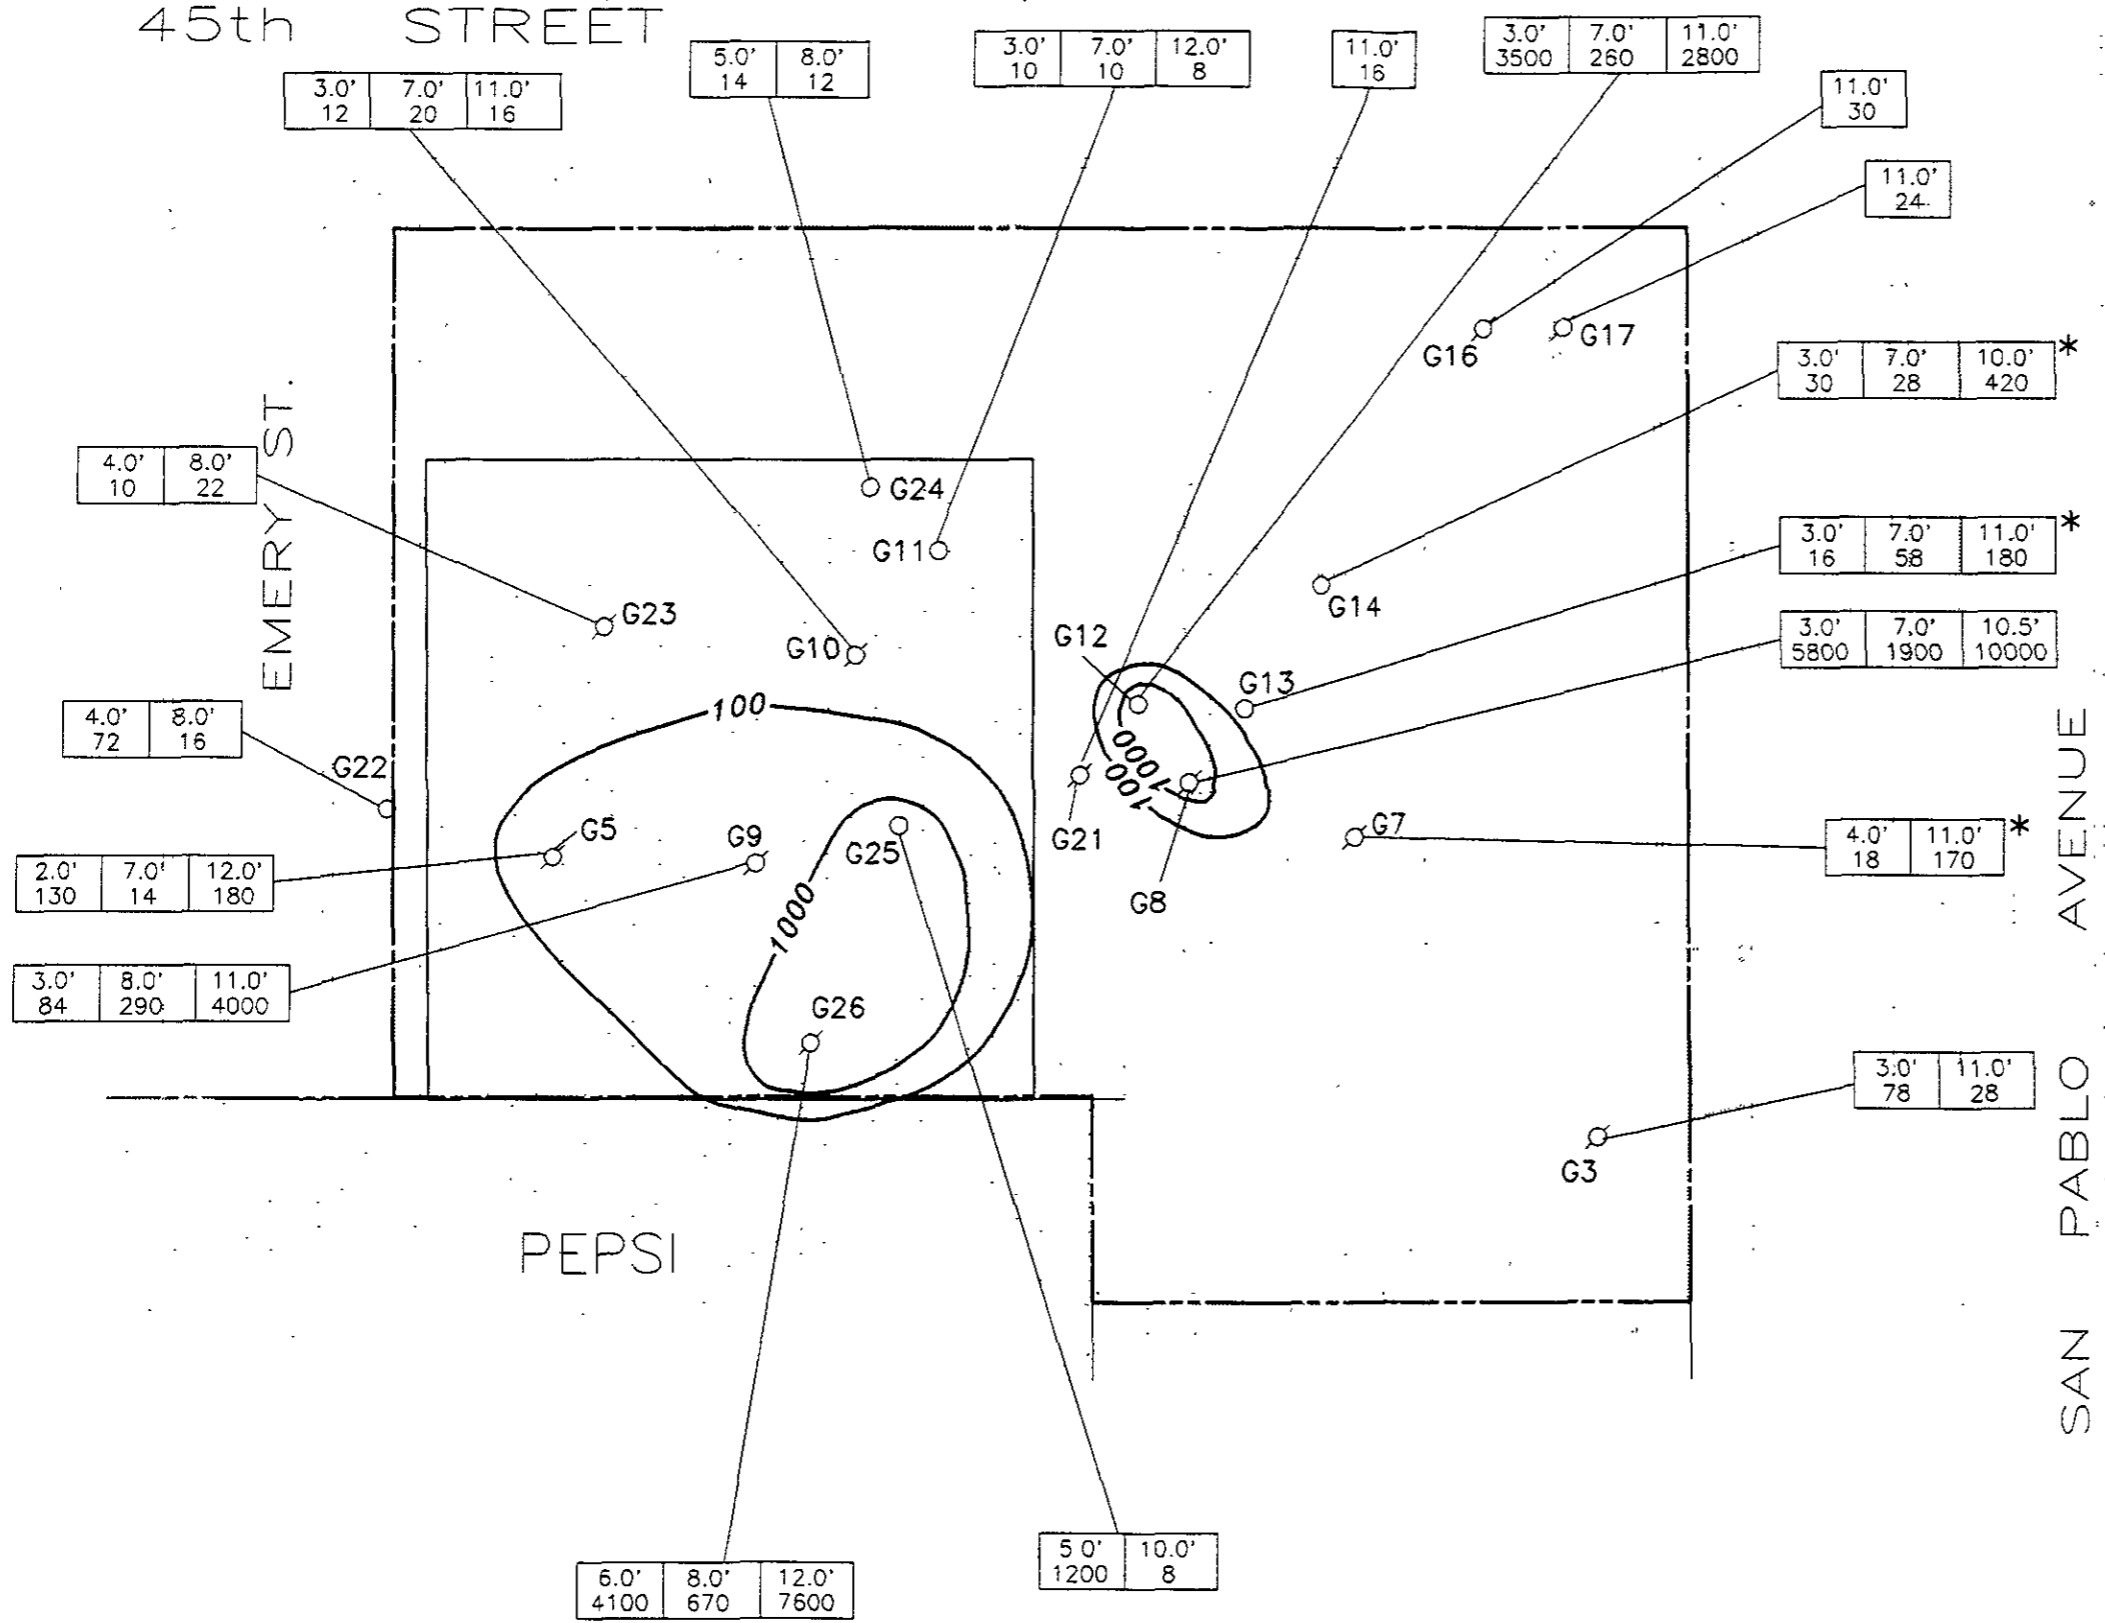 45th STREET
3.0' 7.0' 11.0'
12 20 16
5.0' 8.0'
14 12
3.0' 7.0' 12.0'
10 10 8
11.0'
16
3.0' 7.0' 11.0'
3500 260 2800
11.0'
30
11.0'
24
G16
G17
3.0' 7.0' 10.0' *
30 28 420
EMERY ST.
4.0' 8.0'
10 22
G24
G11
3.0' 7.0' 11.0' *
16 58 180
G14
G23
G10
G12
3.0' 7.0' 10.5'
5800 1900 10000
G13
100
4.0' 8.0'
72 16
G22
1000
100
G5
G9
G25
G21
G7
4.0' 11.0' *
18 170
2.0' 7.0' 12.0'
130 14 180
G8
1000
3.0' 8.0' 11.0'
84 290 4000
G26
3.0' 11.0'
78 28
G3
PEPSI
SAN PABLO AVENUE
5 0' 10.0'
1200 8
6.0' 8.0' 12.0'
4100 670 7600